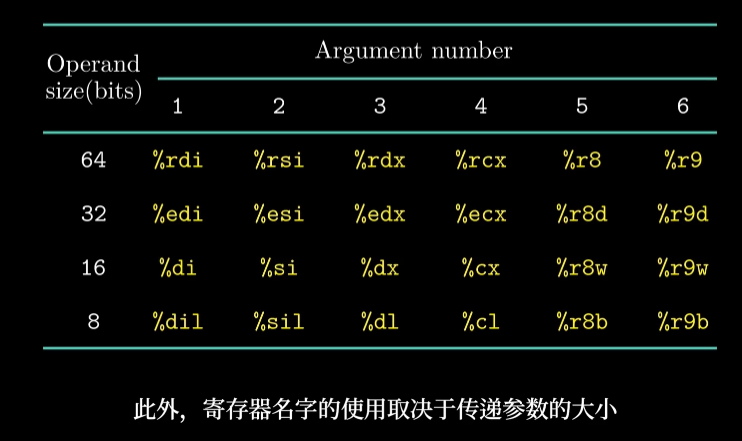 Argument number
Operand
size(bits)
1 2 3 4 5 6
64 %rdi %rsi %rdx %rcx %r8 %r9
32 %edi %esi %edx %ecx %r8d %r9d
16 %di %si %dx %cx %r8w %r9w
8 %dil %sil %dl %cl %r8b %r9b
此外，寄存器名字的使用取决于传递参数的大小